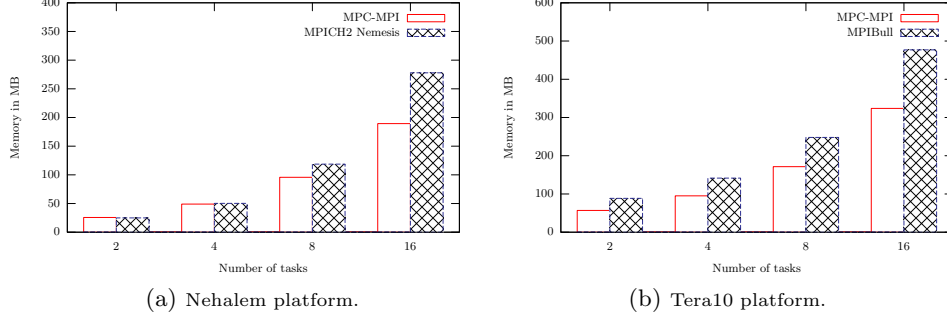 400
350
300
250
200
150
100
50
0
Memory in MB
MPC-MPI
MPICH2 Nemesis
2 4 8 16
Number of tasks
(a) Nehalem platform.
600
500
400
300
200
100
0
Memory in MB
MPC-MPI
MPIBull
2 4 8 16
Number of tasks
(b) Tera10 platform.